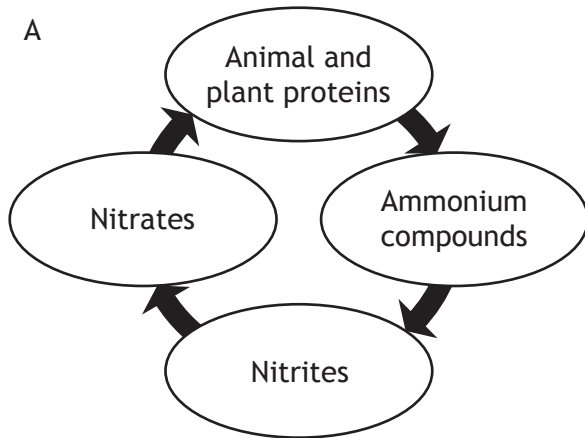 A
Animal and
plant proteins
Nitrates
Ammonium
compounds
Nitrites